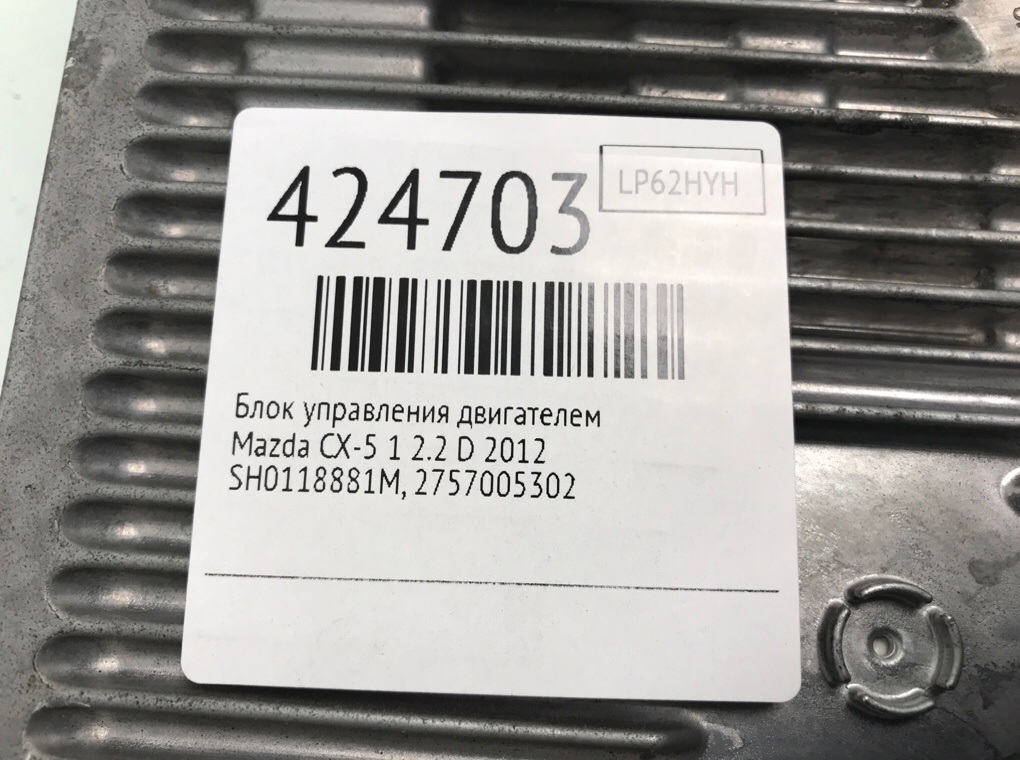 424703
LP62HYH
Блок управления двигателем
Mazda CX-5 1 2.2 D 2012
SH0118881M, 2757005302